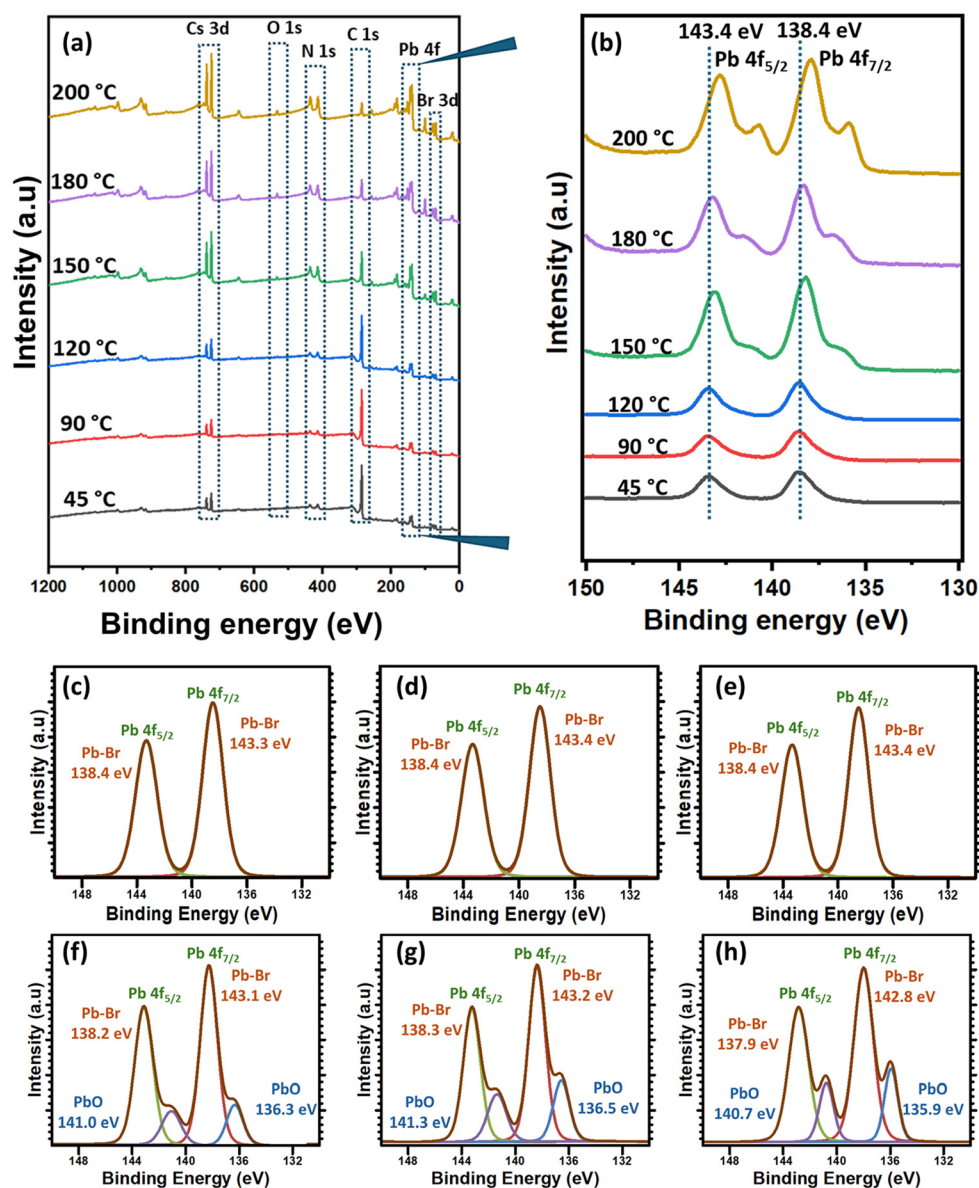 (a)
Cs 3d
O 1s
N 1s
C 1s
Pb 4f
Br 3d
200 °C
180 °C
150 °C
120 °C
90 °C
45 °C
Intensity (a.u)
1200 1000 800 600 400 200 0
Binding energy (eV)
(b)
143.4 eV 138.4 eV
Pb 4f5/2 Pb 4f7/2
200 °C
180 °C
150 °C
120 °C
90 °C
45 °C
Intensity (a.u)
150 145 140 135 130
Binding energy (eV)
(c)
Pb 4f7/2
Pb 4f5/2
Pb-Br
138.4 eV
Pb-Br
143.3 eV
Intensity (a.u)
148 144 140 136 132
Binding Energy (eV)
(d)
Pb 4f7/2
Pb 4f5/2
Pb-Br
138.4 eV
Pb-Br
143.4 eV
Intensity (a.u)
148 144 140 136 132
Binding Energy (eV)
(e)
Pb 4f7/2
Pb 4f5/2
Pb-Br
138.4 eV
Pb-Br
143.4 eV
Intensity (a.u)
148 144 140 136 132
Binding Energy (eV)
(f)
Pb 4f7/2
Pb 4f5/2
Pb-Br
138.2 eV
Pb-Br
143.1 eV
PbO
141.0 eV
PbO
136.3 eV
Intensity (a.u)
148 144 140 136 132
Binding Energy (eV)
(g)
Pb 4f7/2
Pb 4f5/2
Pb-Br
138.3 eV
Pb-Br
143.2 eV
PbO
141.3 eV
PbO
136.5 eV
Intensity (a.u)
148 144 140 136 132
Binding Energy (eV)
(h)
Pb 4f7/2
Pb 4f5/2
Pb-Br
137.9 eV
Pb-Br
142.8 eV
PbO
140.7 eV
PbO
135.9 eV
Intensity (a.u)
148 144 140 136 132
Binding Energy (eV)